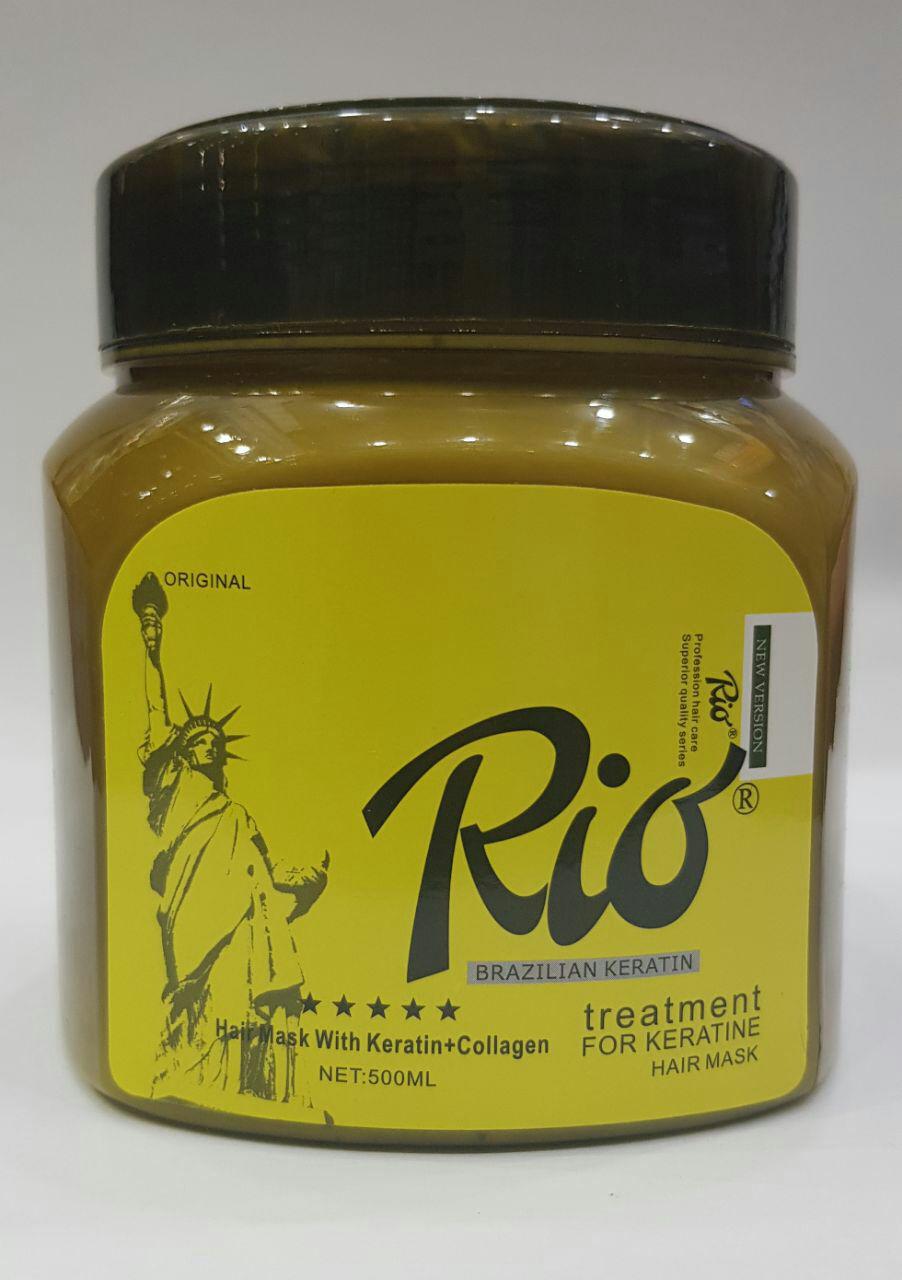 ORIGINAL
NEW VERSION
Rio®
Profession hair care
Superior quality series
Rio®
BRAZILIAN KERATIN
★★★★★
Hair Mask With Keratin+Collagen
NET:500ML
treatment
FOR KERATINE
HAIR MASK